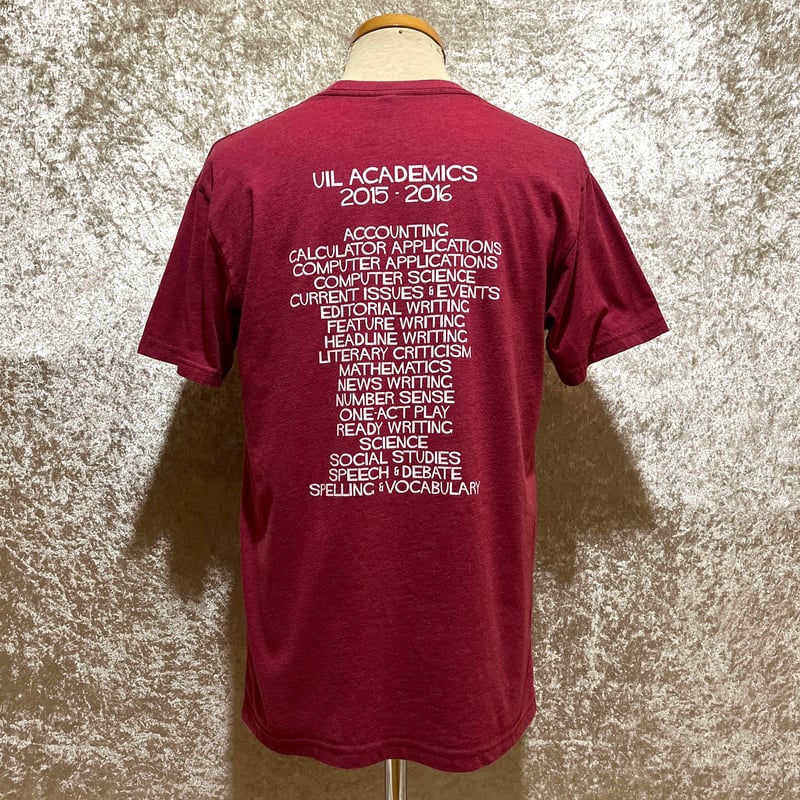 UIL ACADEMICS
2015 - 2016
ACCOUNTING
CALCULATOR APPLICATIONS
COMPUTER APPLICATIONS
COMPUTER SCIENCE
CURRENT ISSUES & EVENTS
EDITORIAL WRITING
FEATURE WRITING
HEADLINE WRITING
LITERARY CRITICISM
MATHEMATICS
NEWS WRITING
NUMBER SENSE
ONE-ACT PLAY
READY WRITING
SCIENCE
SOCIAL STUDIES
SPEECH & DEBATE
SPELLING & VOCABULARY